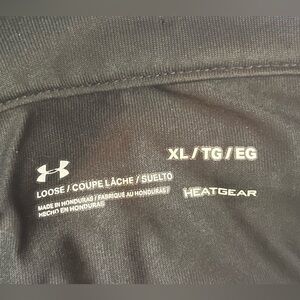 XL/TG/EG
LOOSE / COUPE LÂCHE / SUELTO
HEATGEAR
MADE IN HONDURAS / FABRIQUÉ AU HONDURAS/
HECHO EN HONDURAS